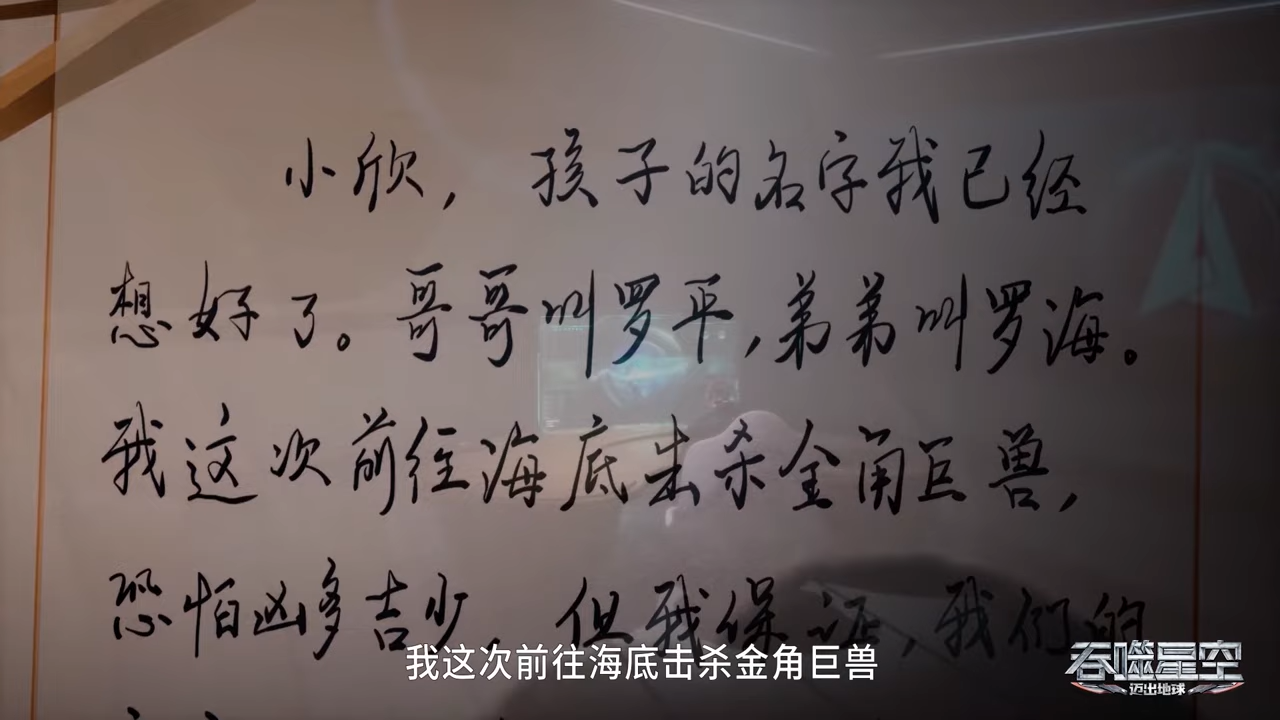 小欣，孩子的名字我已经
想好了。哥哥叫罗平，弟弟叫罗海。
我这次前往海底击杀金角巨兽，
恐怕凶多吉少。但我保证，我们的
我这次前往海底击杀金角巨兽
吞噬星空
迈出地球